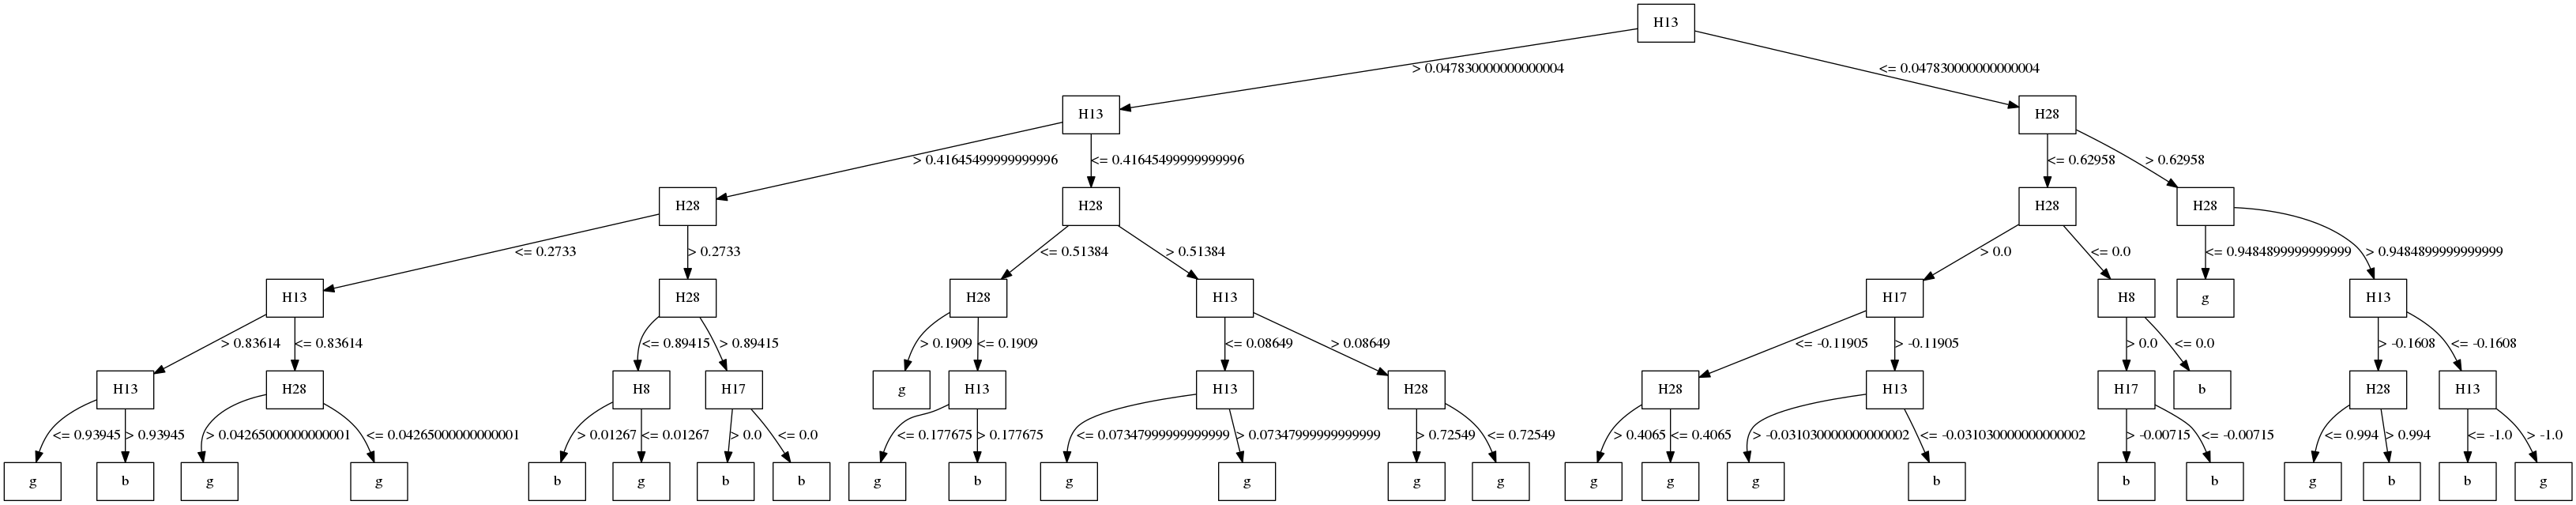 H13
> 0.047830000000000004
<= 0.047830000000000004
H13
H28
> 0.41645499999999996
<= 0.41645499999999996
<= 0.62958
> 0.62958
H28
H28
H28
H28
<= 0.2733
> 0.2733
<= 0.51384
> 0.51384
> 0.0
<= 0.0
<= 0.9484899999999999
> 0.9484899999999999
H13
H28
H28
H13
H17
H8
g
H13
> 0.83614
<= 0.83614
<= 0.89415
> 0.89415
> 0.1909
<= 0.1909
<= 0.08649
> 0.08649
<= -0.11905
> -0.11905
> 0.0
<= 0.0
> -0.1608
<= -0.1608
H13
H28
H8
H17
g
H13
H13
H28
H28
H13
H17
b
H28
H13
<= 0.93945
> 0.93945
> 0.04265000000000001
<= 0.04265000000000001
> 0.01267
<= 0.01267
> 0.0
<= 0.0
<= 0.177675
> 0.177675
<= 0.07347999999999999
> 0.07347999999999999
> 0.72549
<= 0.72549
> 0.4065
<= 0.4065
> -0.031030000000000002
<= -0.031030000000000002
> -0.00715
<= -0.00715
<= 0.994
> 0.994
<= -1.0
> -1.0
g
b
g
g
b
g
b
b
g
b
g
g
g
g
g
g
g
b
b
b
g
b
b
g